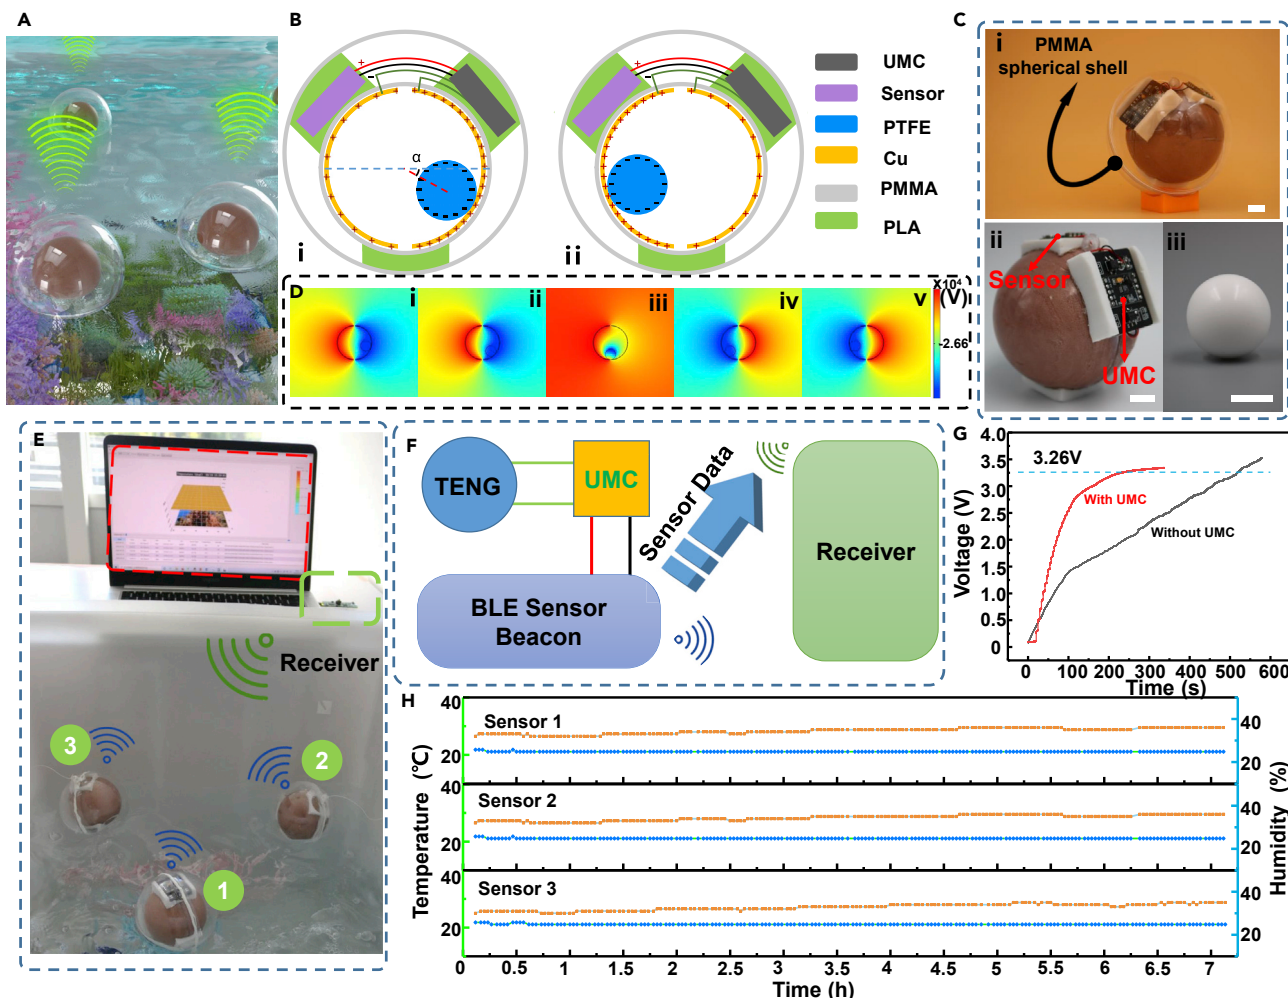 A
B
+
-
α
i
+
-
ii
UMC
Sensor
PTFE
Cu
PMMA
PLA
C
i
PMMA
spherical shell
ii
Sensor
UMC
iii
D
i
ii
iii
iv
v
X10⁴
(V)
-2.66
E
Receiver
3
2
1
F
TENG
UMC
Sensor Data
BLE Sensor
Beacon
Receiver
G
4.0
3.5
3.0
2.5
2.0
1.5
1.0
0.5
0
Voltage (V)
3.26V
With UMC
Without UMC
0 100 200 300 400 500 600
Time (s)
H
Temperature (℃)
Humidity (%)
40
20
Sensor 1
40
20
40
20
Sensor 2
40
20
40
20
Sensor 3
40
20
0 0.5 1 1.5 2 2.5 3 3.5 4 4.5 5 5.5 6 6.5 7
Time (h)